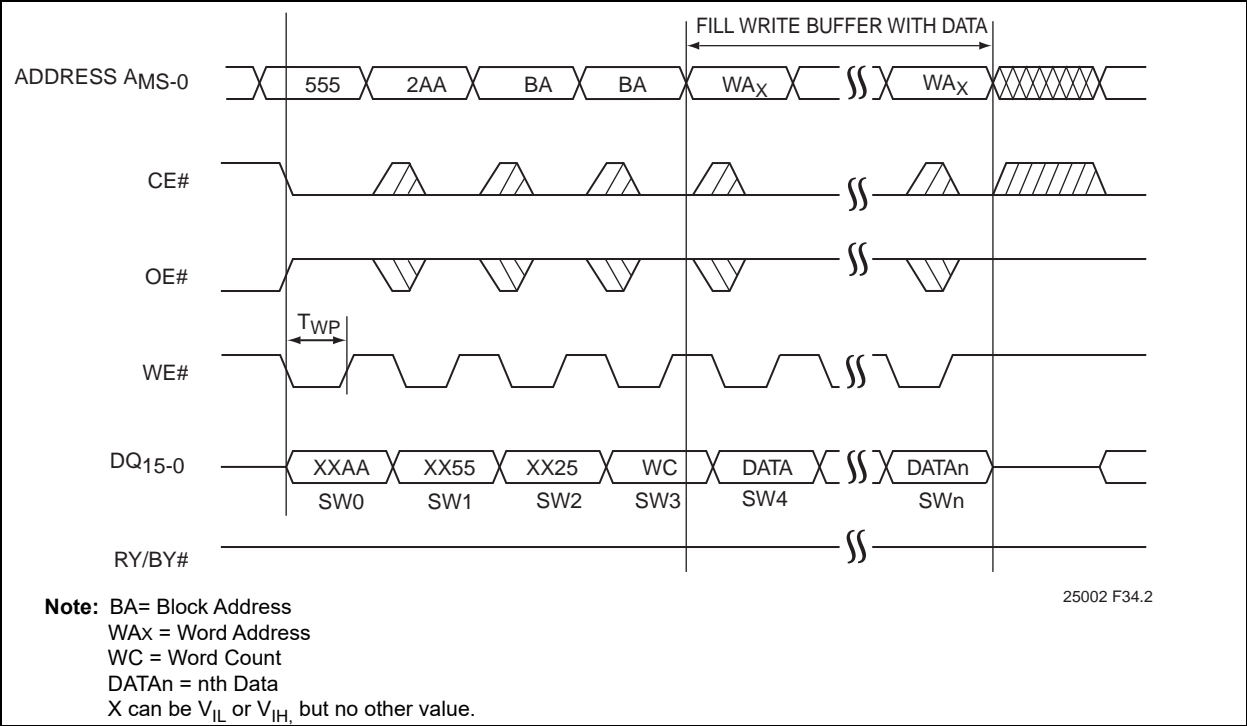 FILL WRITE BUFFER WITH DATA
ADDRESS AMS-0
555 2AA BA BA WAX WAX
CE#
OE#
TWP
WE#
DQ15-0
XXAA XX55 XX25 WC DATA DATAn
SW0 SW1 SW2 SW3 SW4 SWn
RY/BY#
25002 F34.2
Note: BA= Block Address
WAX = Word Address
WC = Word Count
DATAn = nth Data
X can be VIL or VIH, but no other value.